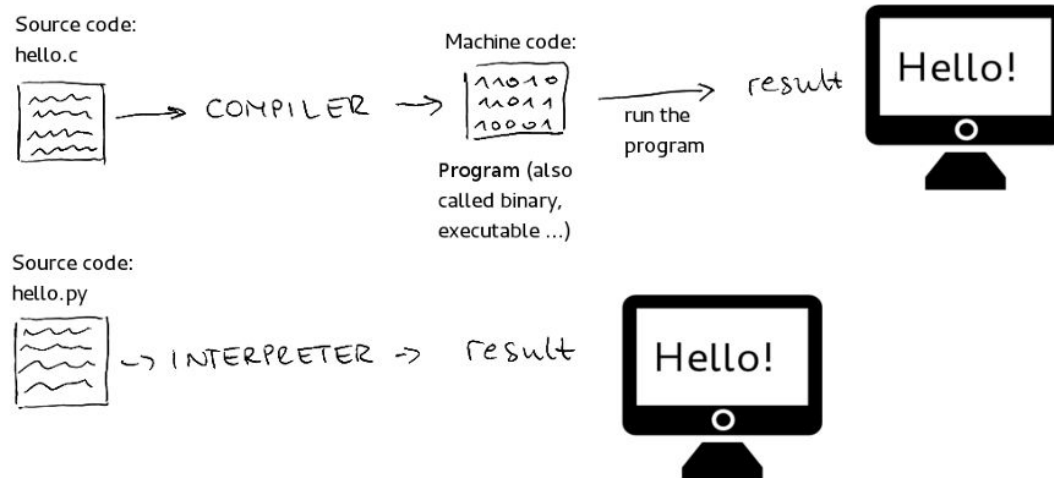 Source code:
hello.c
COMPILER
Machine code:
11010
11011
10001
Program (also
called binary,
executable ...)
run the
program
result
Hello!
Source code:
hello.py
INTERPRETER
result
Hello!